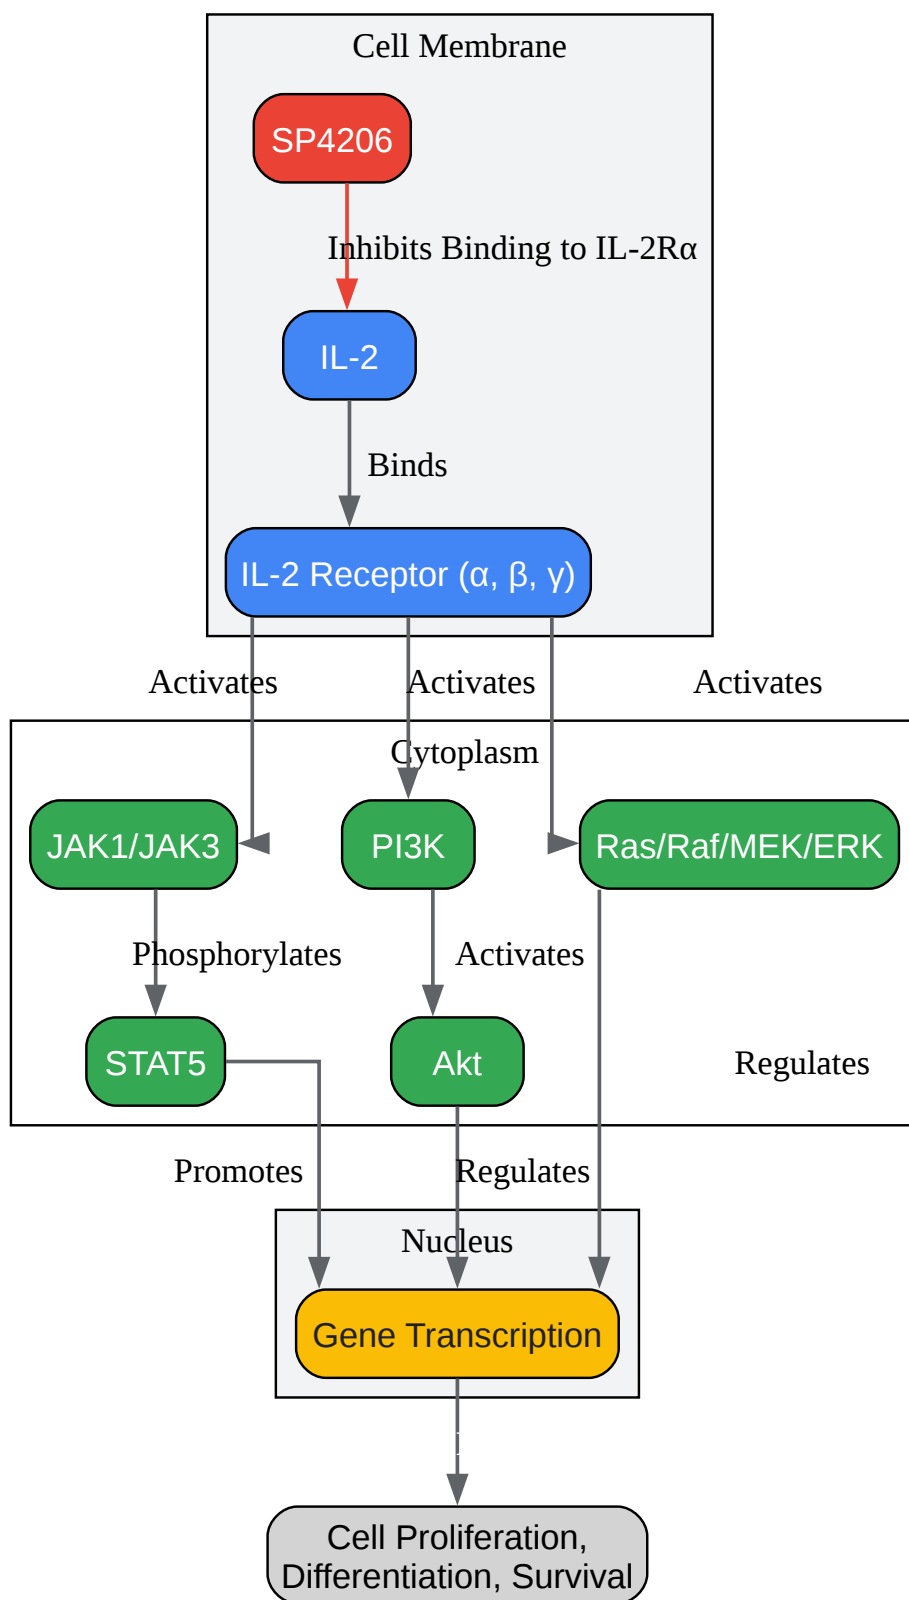 Cell Membrane
SP4206
Inhibits Binding to IL-2Rα
IL-2
Binds
IL-2 Receptor (α, β, γ)
Activates
Activates
Activates
Cytoplasm
JAK1/JAK3
PI3K
Ras/Raf/MEK/ERK
Phosphorylates
Activates
STAT5
Akt
Regulates
Promotes
Regulates
Nucleus
Gene Transcription
Cell Proliferation,
Differentiation, Survival